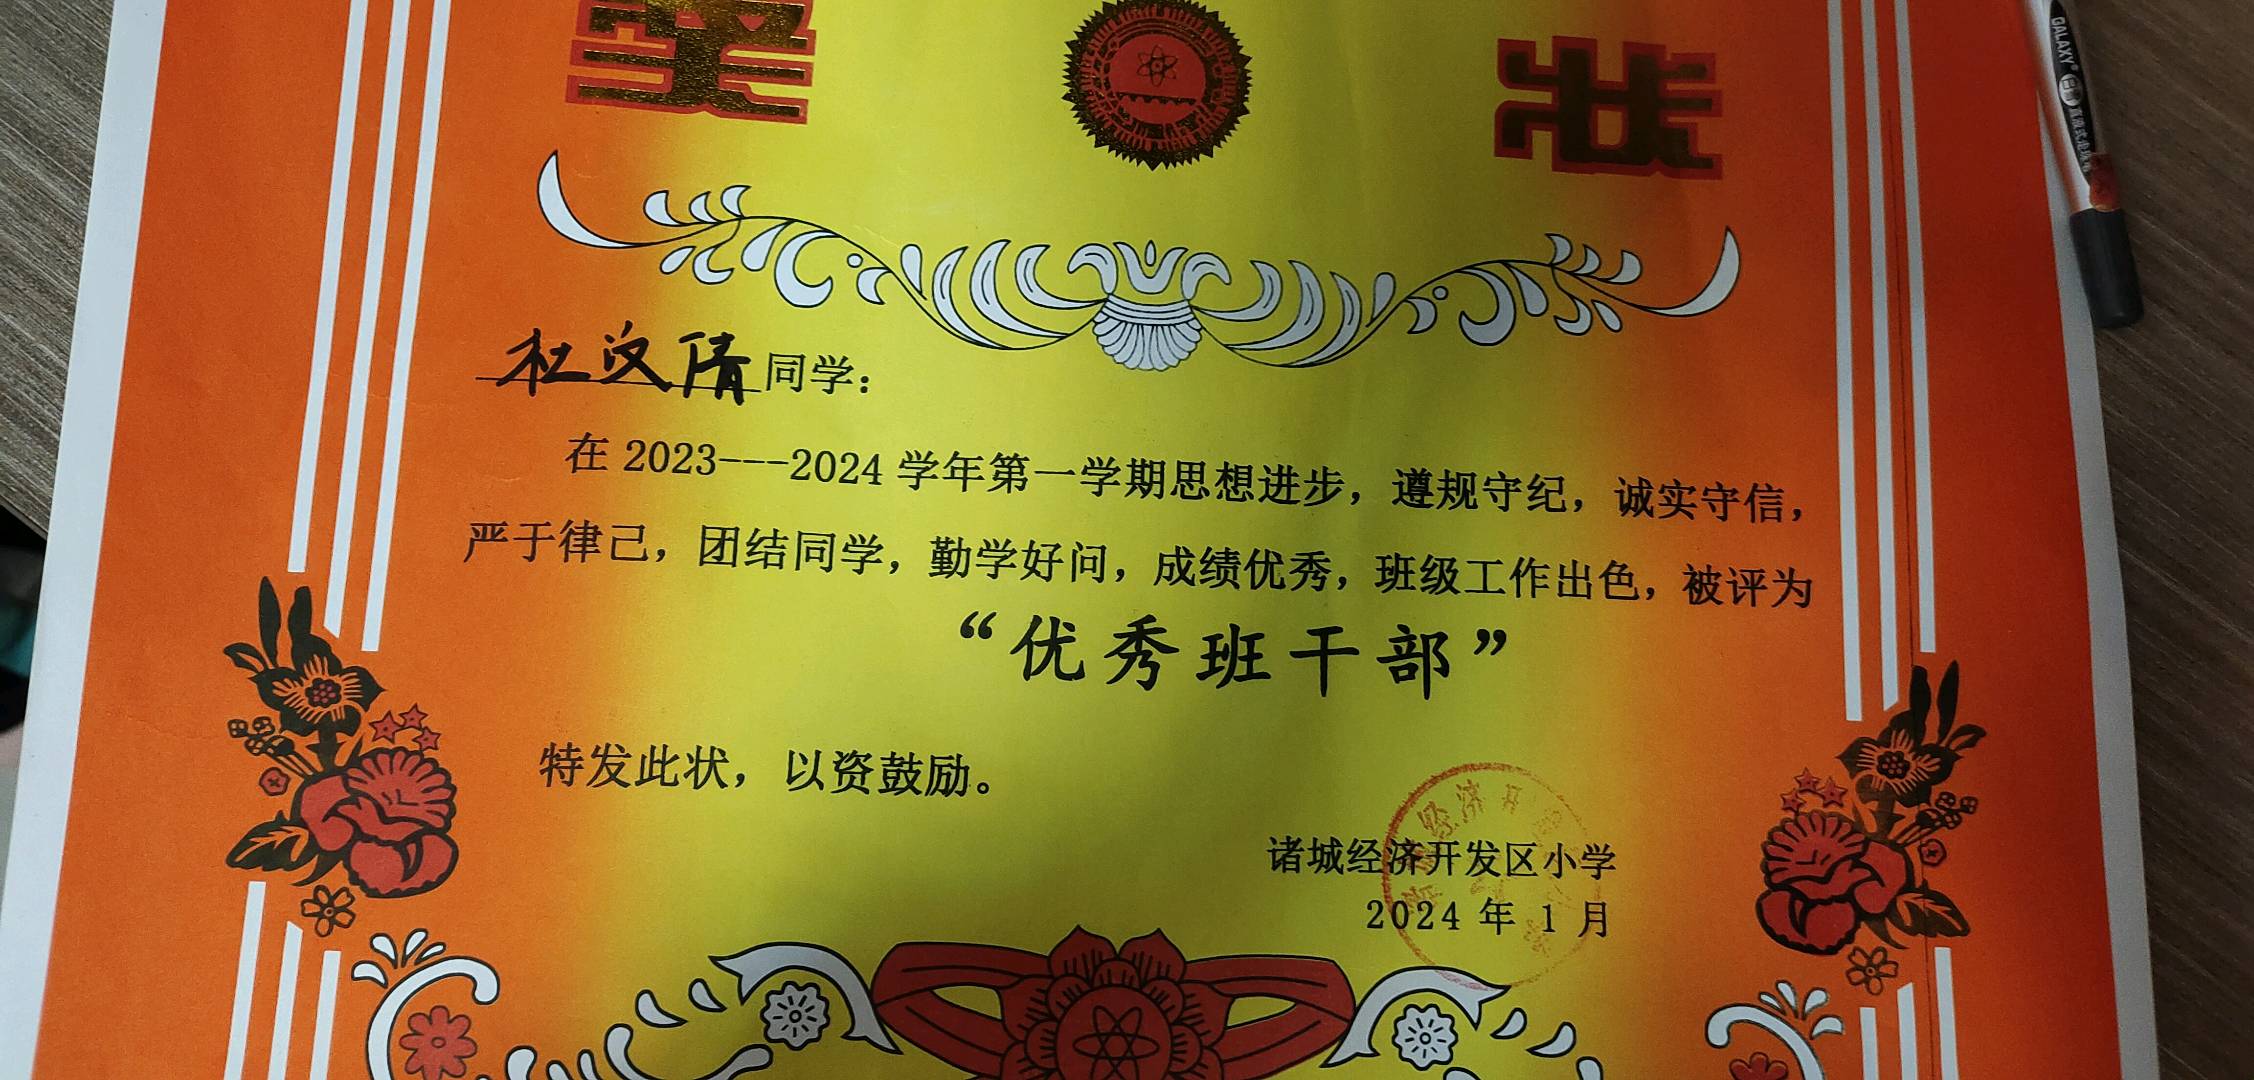 奖 状
杜汶倩同学：
在 2023---2024 学年第一学期思想进步，遵规守纪，诚实守信，
严于律己，团结同学，勤学好问，成绩优秀，班级工作出色，被评为
“优秀班干部”
特发此状，以资鼓励。
诸城经济开发区小学
2024 年 1 月
GALAXY